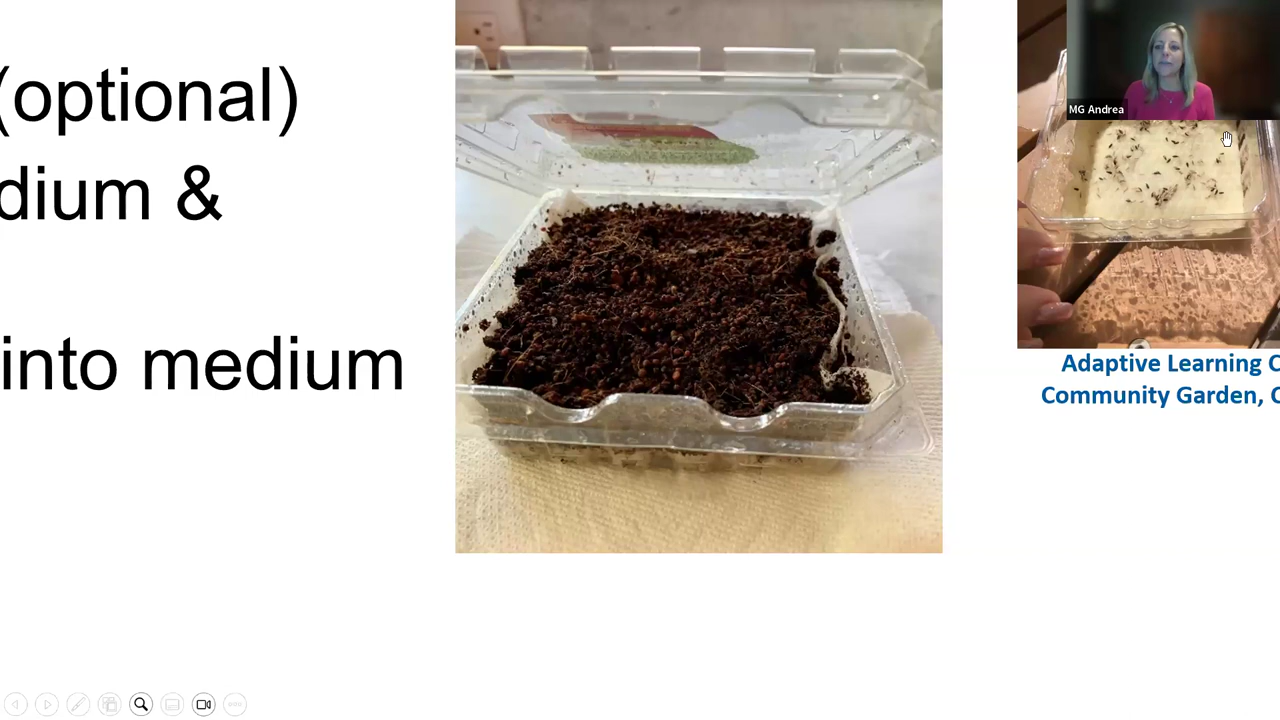 (optional)
dium &
into medium
MG Andrea
Adaptive Learning C
Community Garden, C